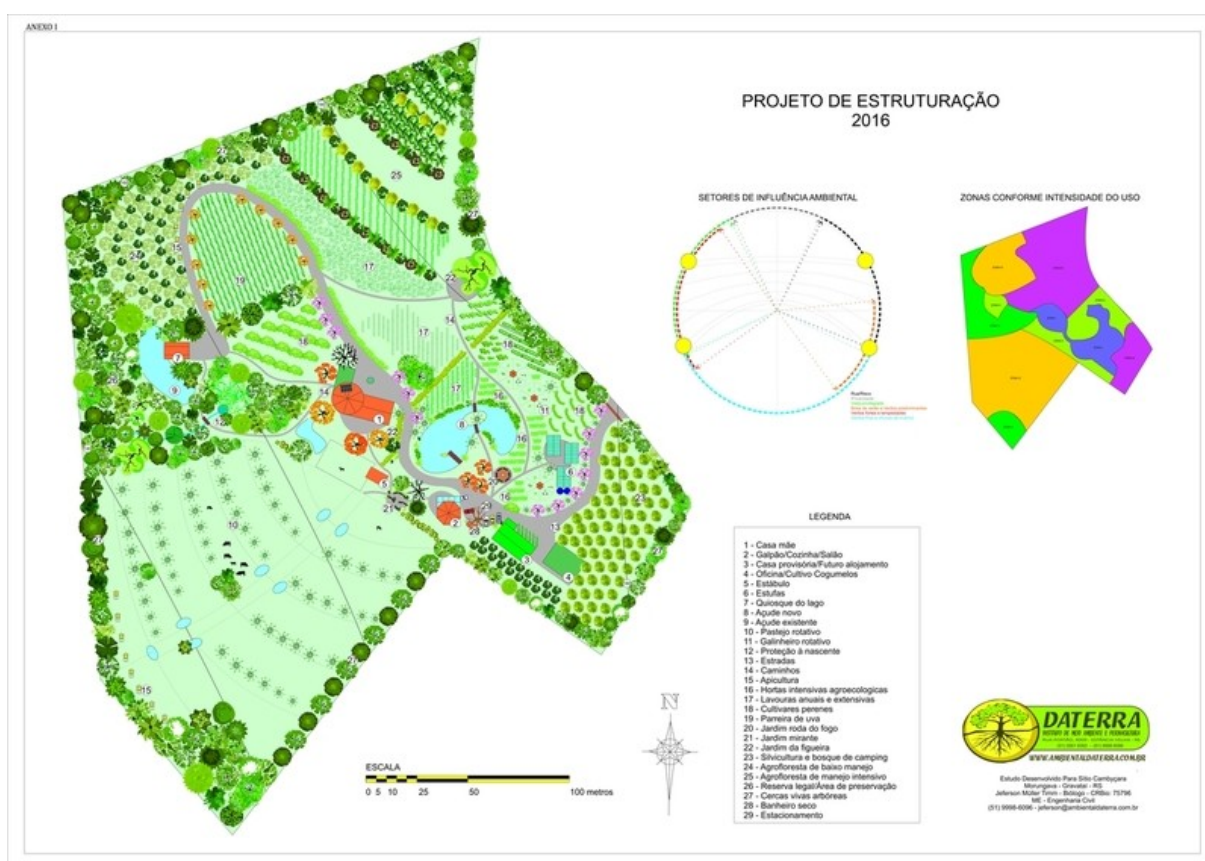 ANEXO I
PROJETO DE ESTRUTURAÇÃO
2016
SETORES DE INFLUÊNCIA AMBIENTAL
ZONAS CONFORME INTENSIDADE DO USO
LEGENDA
1 - Casa mãe
2 - Galpão/Cozinha/Salão
3 - Casa provisória/Futuro alojamento
4 - Oficina/Cultivo Cogumelos
5 - Estábulo
6 - Estufas
7 - Quiosque do lago
8 - Açude novo
9 - Açude existente
10 - Pastejo rotativo
11 - Galinheiro rotativo
12 - Proteção à nascente
13 - Estradas
14 - Caminhos
15 - Apicultura
16 - Hortas intensivas agroecologicas
17 - Lavouras anuais e extensivas
18 - Cultivares perenes
19 - Parreira de uva
20 - Jardim roda do fogo
21 - Jardim mirante
22 - Jardim da figueira
23 - Silvicultura e bosque de camping
24 - Agrofloresta de baixo manejo
25 - Agrofloresta de manejo intensivo
26 - Reserva legal/Área de preservação
27 - Cercas vivas arbóreas
28 - Banheiro seco
29 - Estacionamento
ESCALA
0 5 10 25 50 100 metros
N
DATERRA
INSTITUTO DE MEIO AMBIENTE E PERMACULTURA
WWW.AMBIENTALDATERRA.COM.BR
Estudo Desenvolvido Para Sítio Cambyçara
Morungava - Gravataí - RS
Jeferson Müller Timm - Biólogo - CRBio: 75796
ME - Engenharia Civil
(51) 9998-6096 - jeferson@ambientaldaterra.com.br